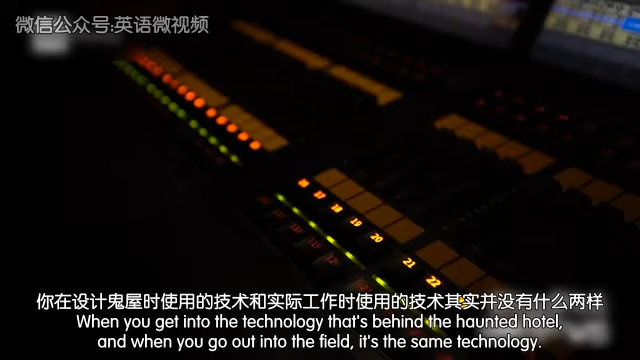 微信公众号:英语微视频
16 17 18 19 20 21 22
你在设计鬼屋时使用的技术和实际工作时使用的技术其实并没有什么两样
When you get into the technology that's behind the haunted hotel,
and when you go out into the field, it's the same technology.